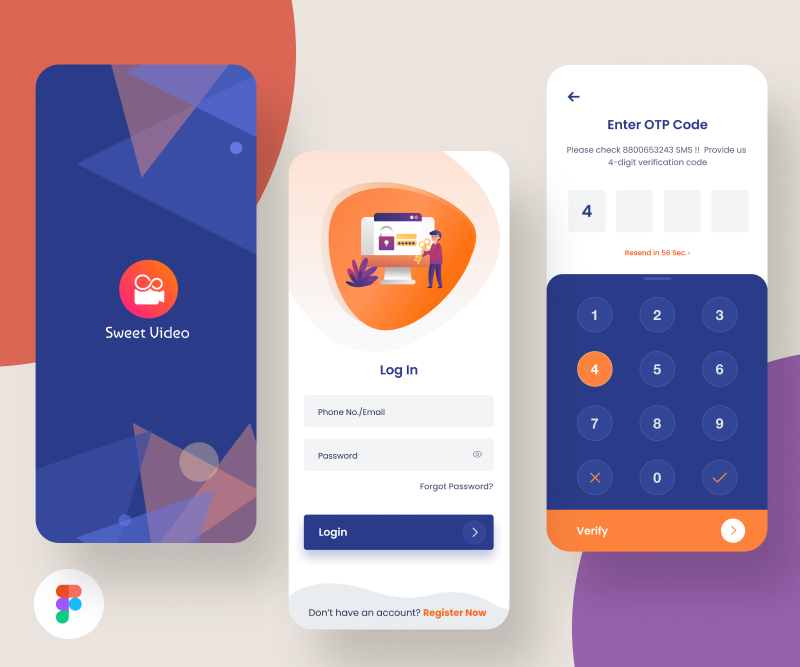 Sweet Video
Log In
Phone No./Email
Password
Forgot Password?
Login
Don't have an account? Register Now
Enter OTP Code
Please check 8800653243 SMS !! Provide us
4-digit verification code
4
Resend in 56 Sec.
1 2 3
4 5 6
7 8 9
0
Verify